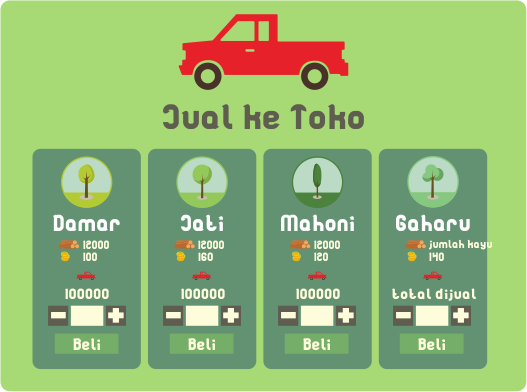 Jual ke Toko
Damar
12000
100
100000
− +
Beli
Jati
12000
160
100000
− +
Beli
Mahoni
12000
120
100000
− +
Beli
Gaharu
jumlah kayu
140
total dijual
− +
Beli